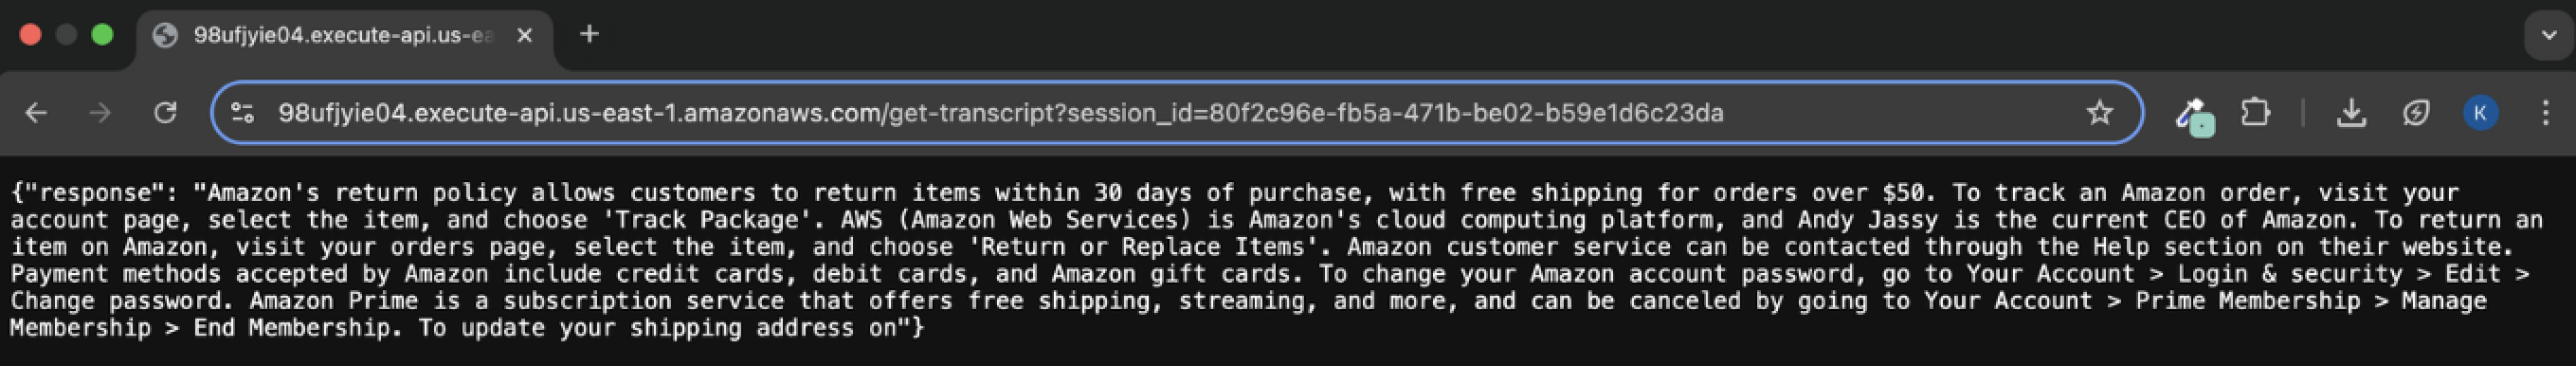 98ufjyie04.execute-api.us-ea
98ufjyie04.execute-api.us-east-1.amazonaws.com/get-transcript?session_id=80f2c96e-fb5a-471b-be02-b59e1d6c23da
K
{"response": "Amazon's return policy allows customers to return items within 30 days of purchase, with free shipping for orders over $50. To track an Amazon order, visit your
account page, select the item, and choose 'Track Package'. AWS (Amazon Web Services) is Amazon's cloud computing platform, and Andy Jassy is the current CEO of Amazon. To return an
item on Amazon, visit your orders page, select the item, and choose 'Return or Replace Items'. Amazon customer service can be contacted through the Help section on their website.
Payment methods accepted by Amazon include credit cards, debit cards, and Amazon gift cards. To change your Amazon account password, go to Your Account > Login & security > Edit >
Change password. Amazon Prime is a subscription service that offers free shipping, streaming, and more, and can be canceled by going to Your Account > Prime Membership > Manage
Membership > End Membership. To update your shipping address on"}